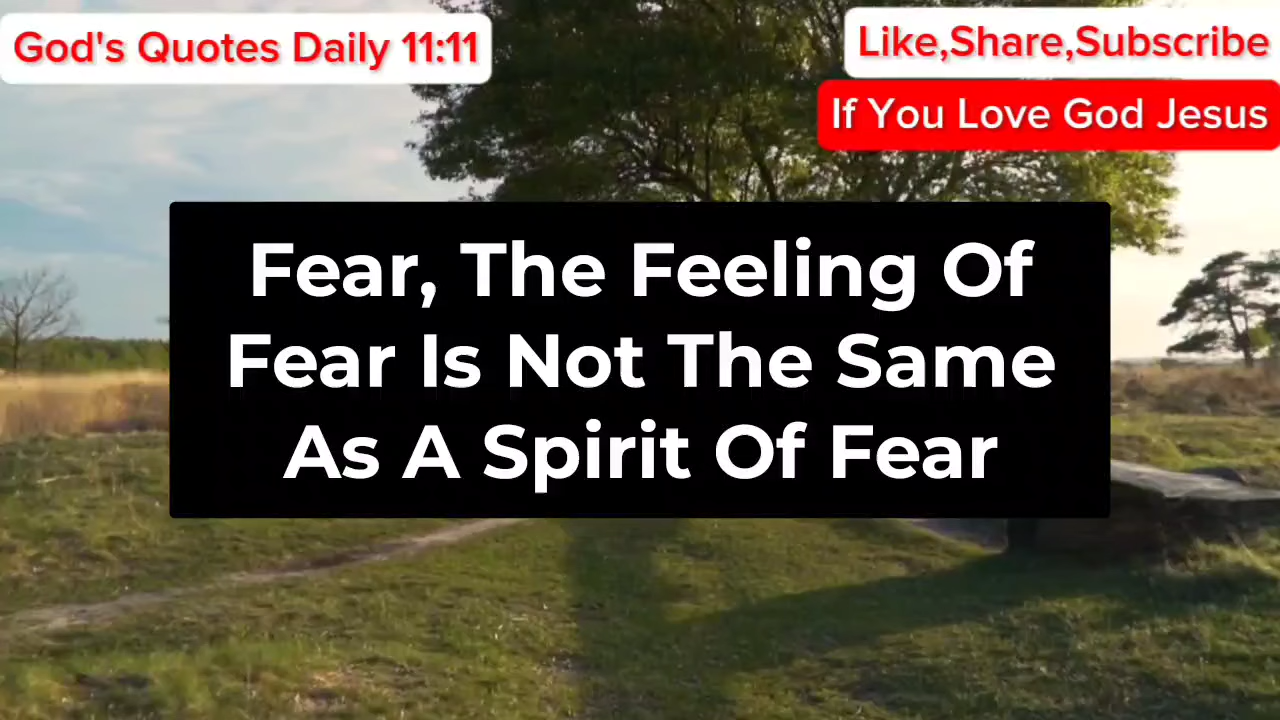 God's Quotes Daily 11:11
Like,Share,Subscribe
If You Love God Jesus
Fear, The Feeling Of
Fear Is Not The Same
As A Spirit Of Fear